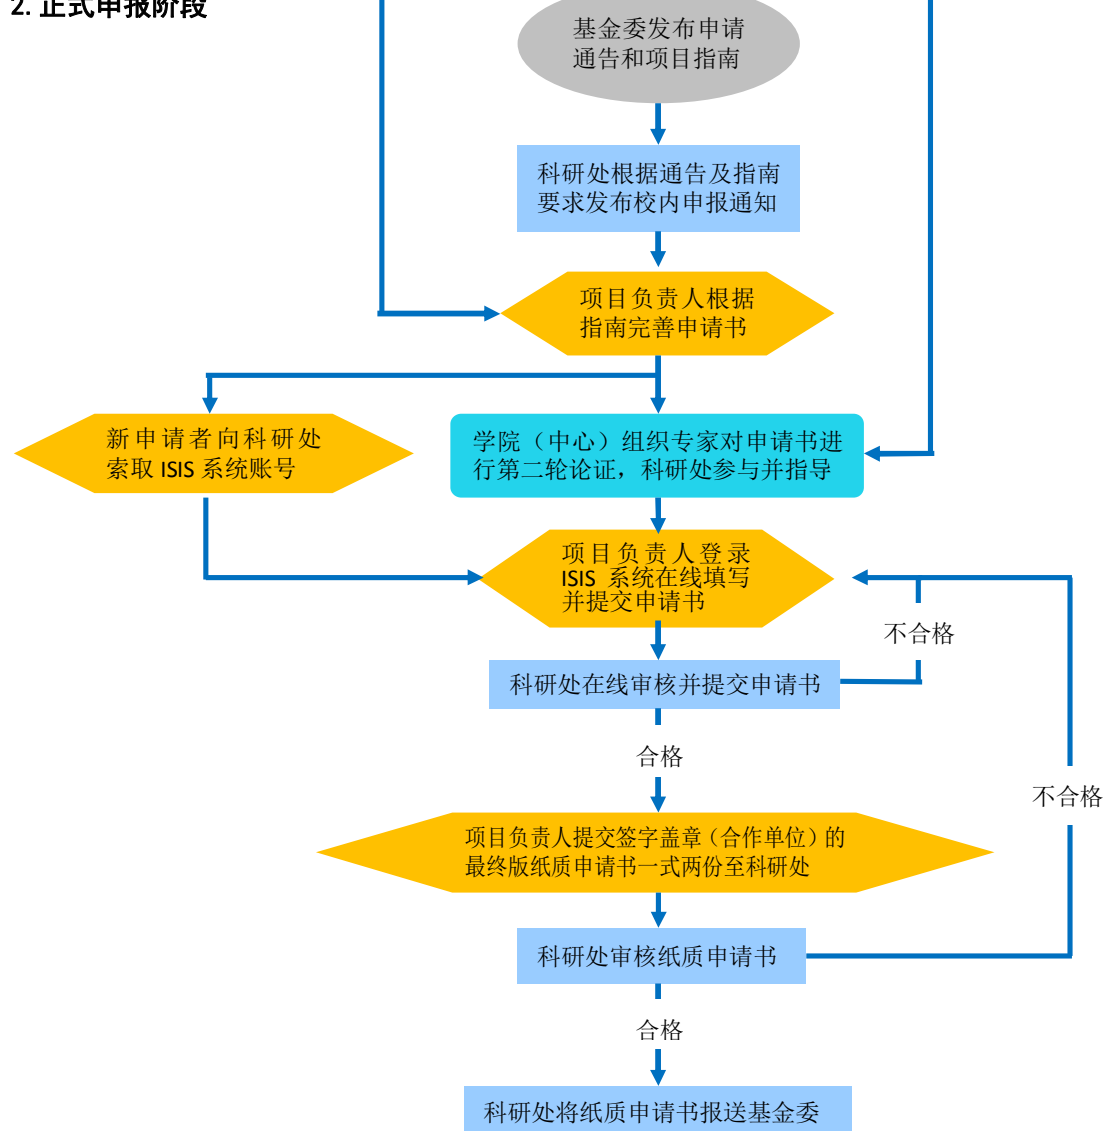 2. 正式申报阶段
基金委发布申请
通告和项目指南
科研处根据通告及指南
要求发布校内申报通知
项目负责人根据
指南完善申请书
新申请者向科研处
索取 ISIS 系统账号
学院（中心）组织专家对申请书进
行第二轮论证，科研处参与并指导
项目负责人登录
ISIS 系统在线填写
并提交申请书
不合格
科研处在线审核并提交申请书
合格
不合格
项目负责人提交签字盖章（合作单位）的
最终版纸质申请书一式两份至科研处
科研处审核纸质申请书
合格
科研处将纸质申请书报送基金委